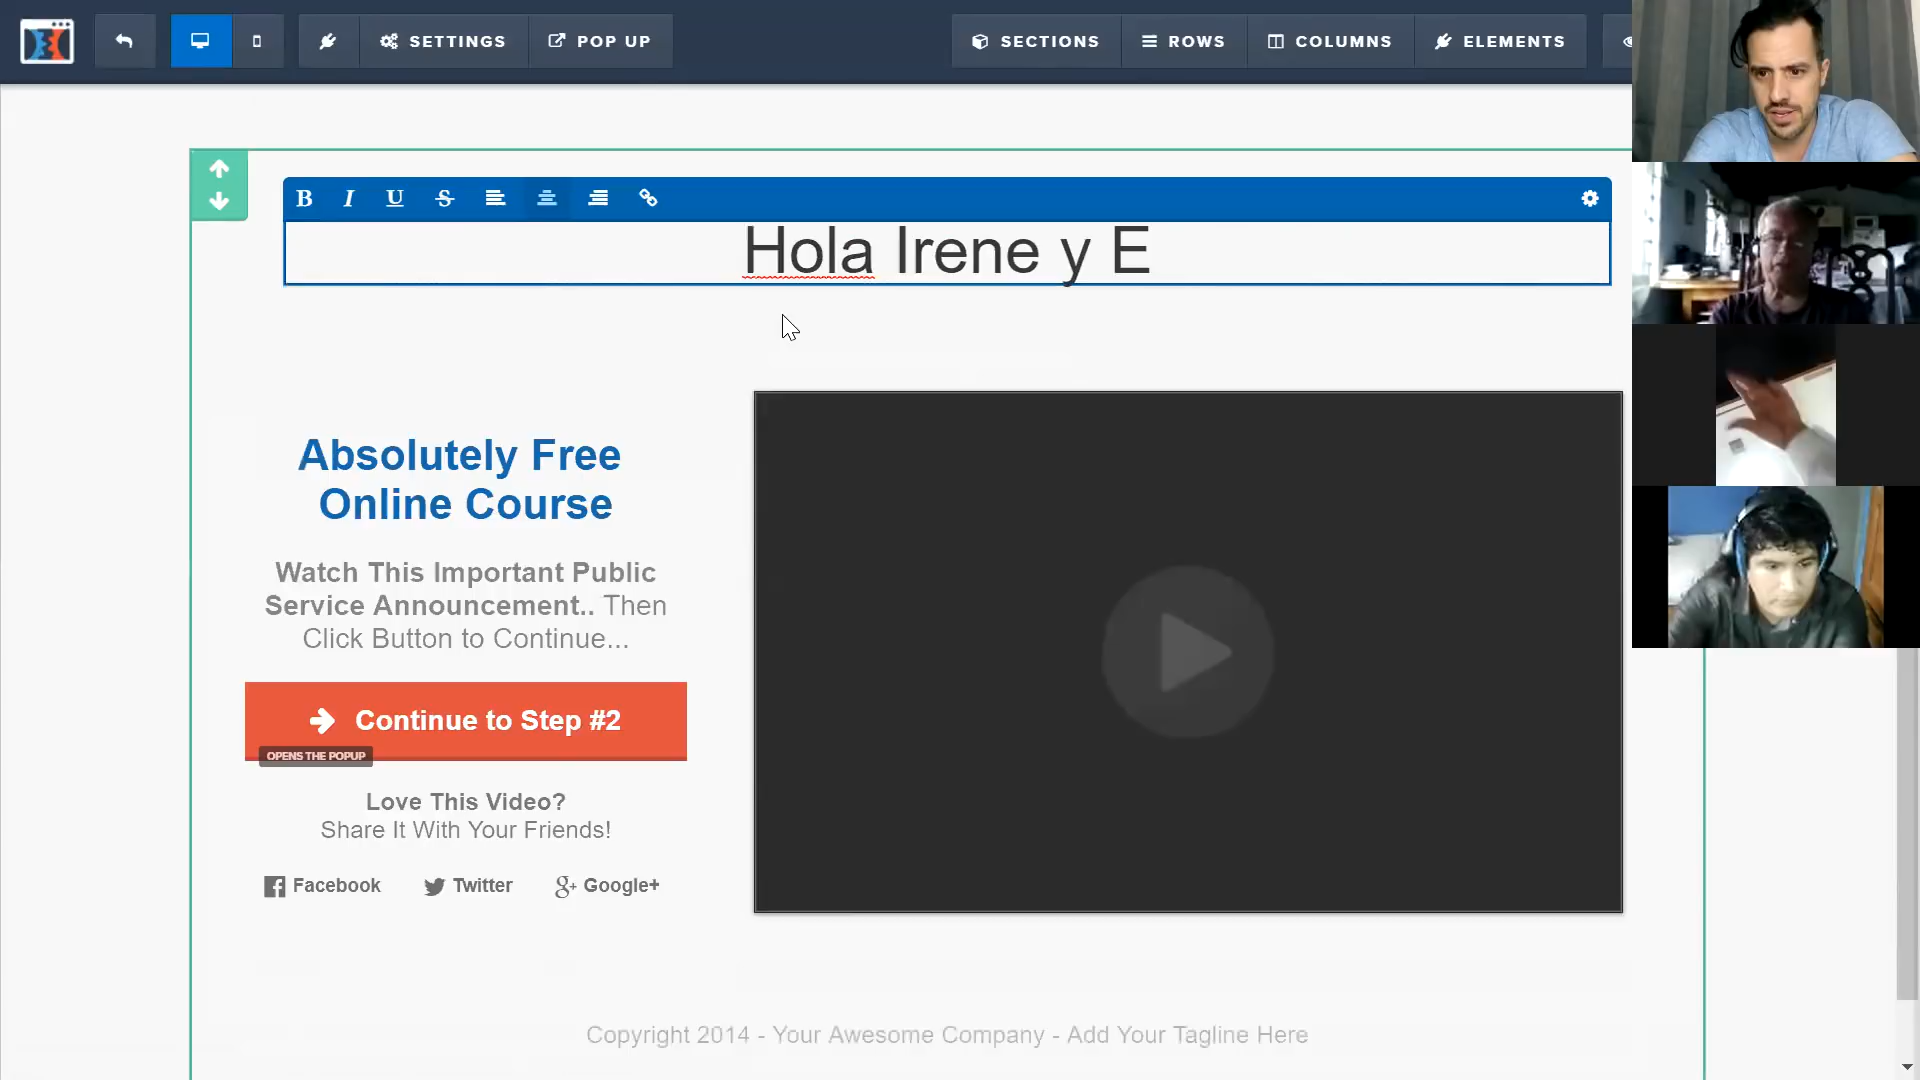 SETTINGS
POP UP
SECTIONS
ROWS
COLUMNS
ELEMENTS
B I U S
Hola Irene y E
Absolutely Free
Online Course
Watch This Important Public
Service Announcement.. Then
Click Button to Continue...
Continue to Step #2
OPENS THE POPUP
Love This Video?
Share It With Your Friends!
Facebook
Twitter
Google+
Copyright 2014 - Your Awesome Company - Add Your Tagline Here